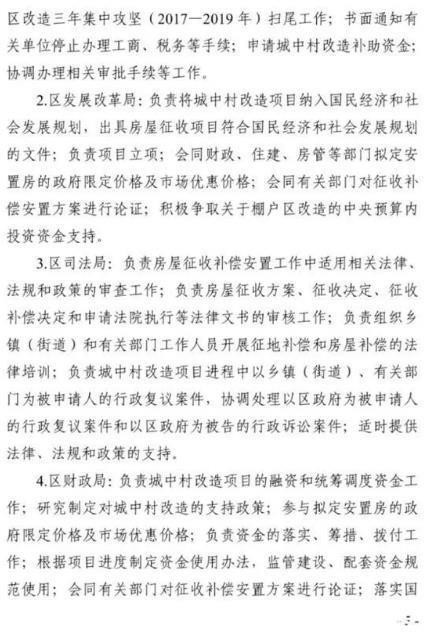 区改造三年集中攻坚（2017—2019 年）扫尾工作；书面通知有
关单位停止办理工商、税务等手续；申请城中村改造补助资金；
协调办理相关审批手续等工作。
2.区发展改革局：负责将城中村改造项目纳入国民经济和社
会发展规划，出具房屋征收项目符合国民经济和社会发展规划
的文件；负责项目立项；会同财政、住建、房管等部门拟定安
置房的政府限定价格及市场优惠价格；会同有关部门对征收补
偿安置方案进行论证；积极争取关于棚户区改造的中央预算内
投资资金支持。
3.区司法局：负责房屋征收补偿安置工作中适用相关法律、
法规和政策的审查工作；负责房屋征收方案、征收决定、征收
补偿决定和申请法院执行等法律文书的审核工作；负责组织乡
镇（街道）和有关部门工作人员开展征地补偿和房屋补偿的法
律培训；负责城中村改造项目进程中以乡镇（街道）、有关部
门为被申请人的行政复议案件，协调处理以区政府为被申请人
的行政复议案件和以区政府为被告的行政诉讼案件；适时提供
法律、法规和政策的支持。
4.区财政局：负责城中村改造项目的融资和统筹调度资金工
作；研究制定对城中村改造的支持政策；参与拟定安置房的政
府限定价格及市场优惠价格；负责资金的落实、筹措、拨付工
作；根据项目进度制定资金使用办法，监管建设、配套资金规
范使用；会同有关部门对征收补偿安置方案进行论证；落实国
- 5 -